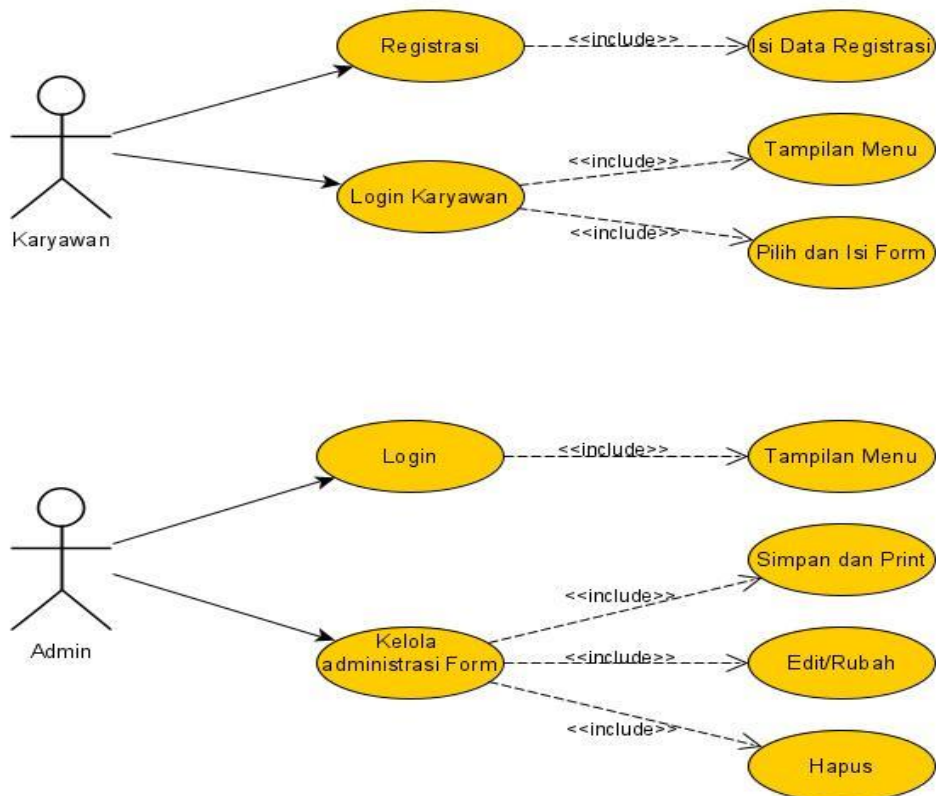 Registrasi
<<include>>
Isi Data Registrasi
Karyawan
Login Karyawan
<<include>>
Tampilan Menu
<<include>>
Pilih dan Isi Form
Admin
Login
<<include>>
Tampilan Menu
Kelola
administrasi Form
<<include>>
Simpan dan Print
<<include>>
Edit/Rubah
<<include>>
Hapus